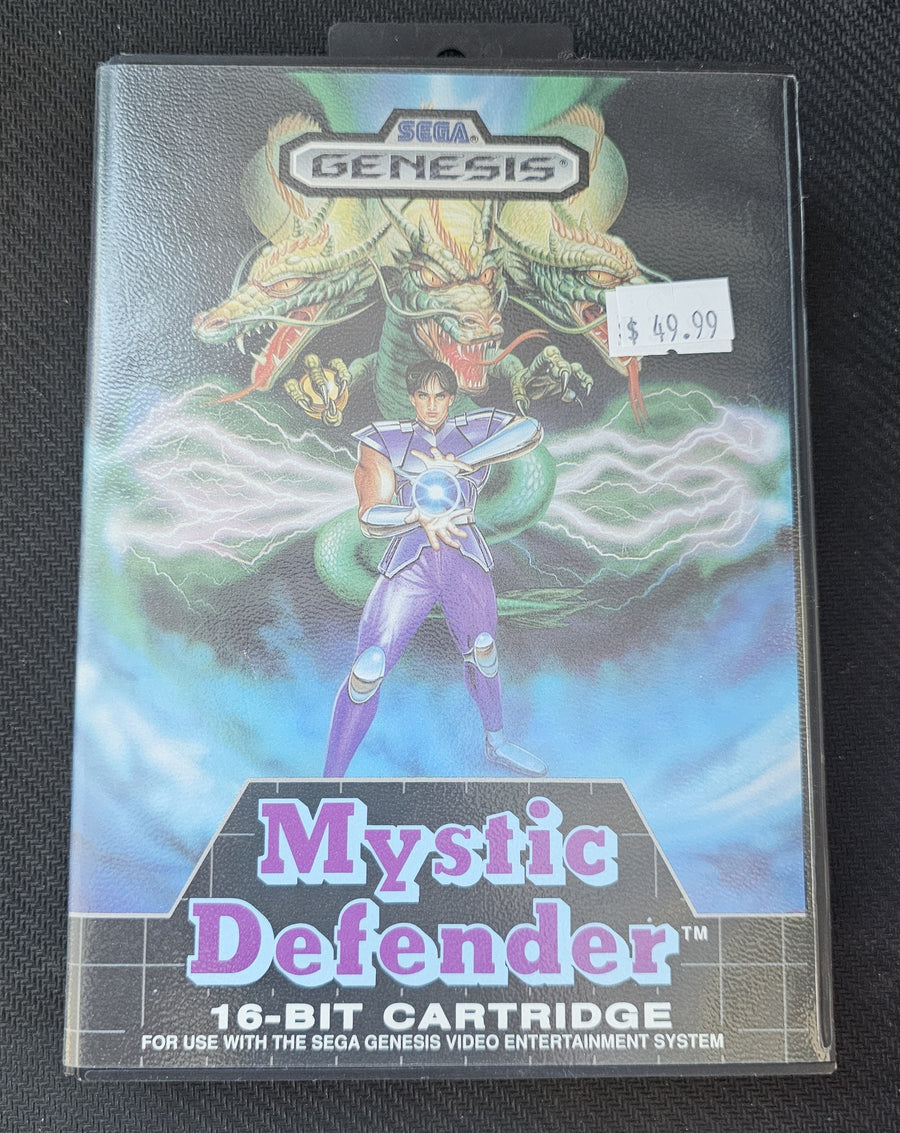 SEGA®
GENESIS®
$ 49.99
Mystic
Defender™
16-BIT CARTRIDGE
FOR USE WITH THE SEGA GENESIS VIDEO ENTERTAINMENT SYSTEM